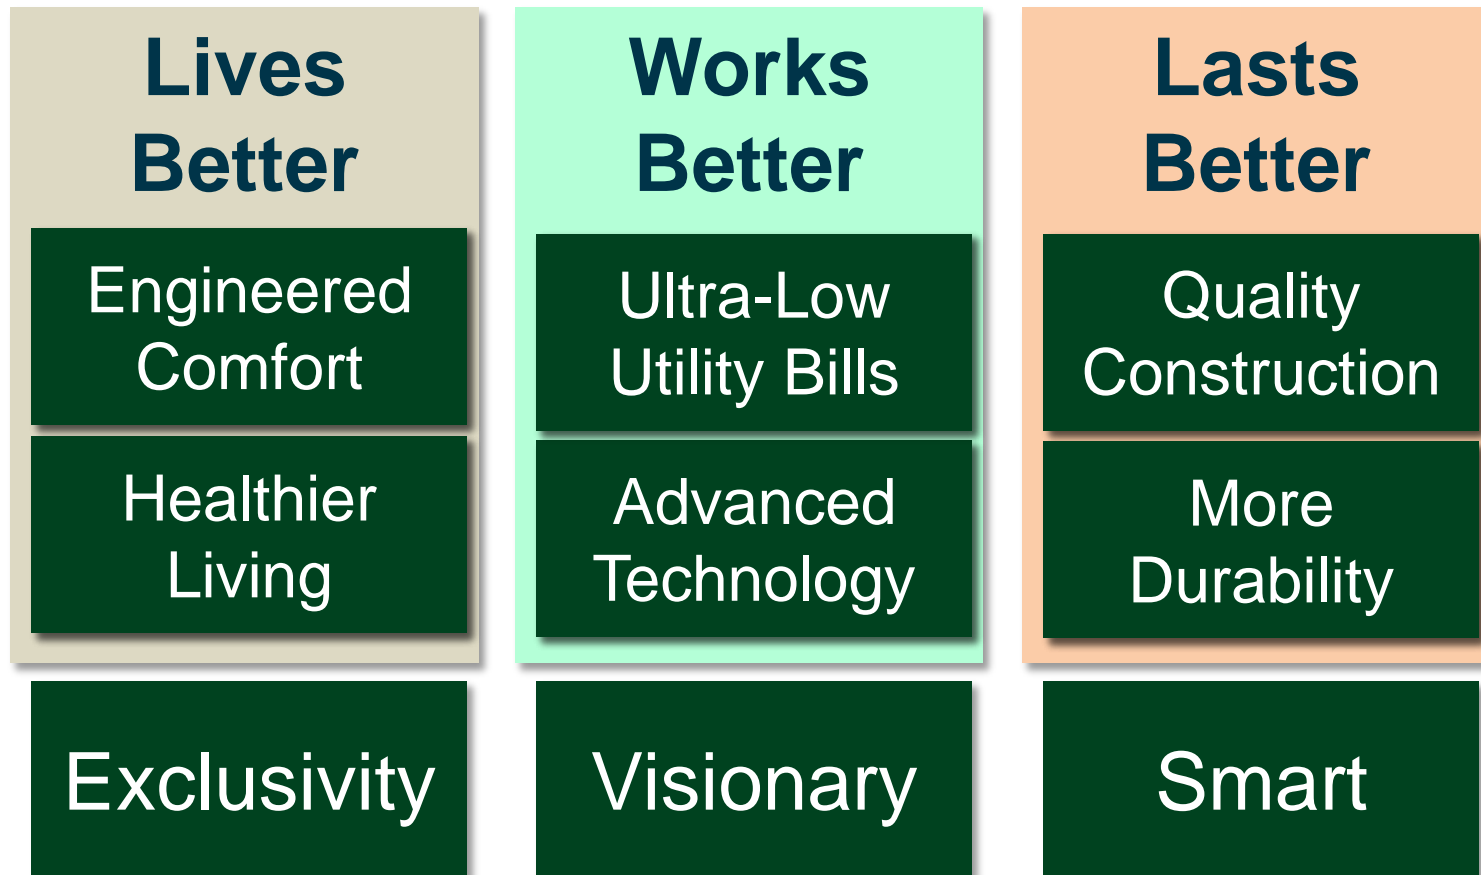 Lives
Better
Engineered
Comfort
Healthier
Living
Exclusivity
Works
Better
Ultra-Low
Utility Bills
Advanced
Technology
Visionary
Lasts
Better
Quality
Construction
More
Durability
Smart